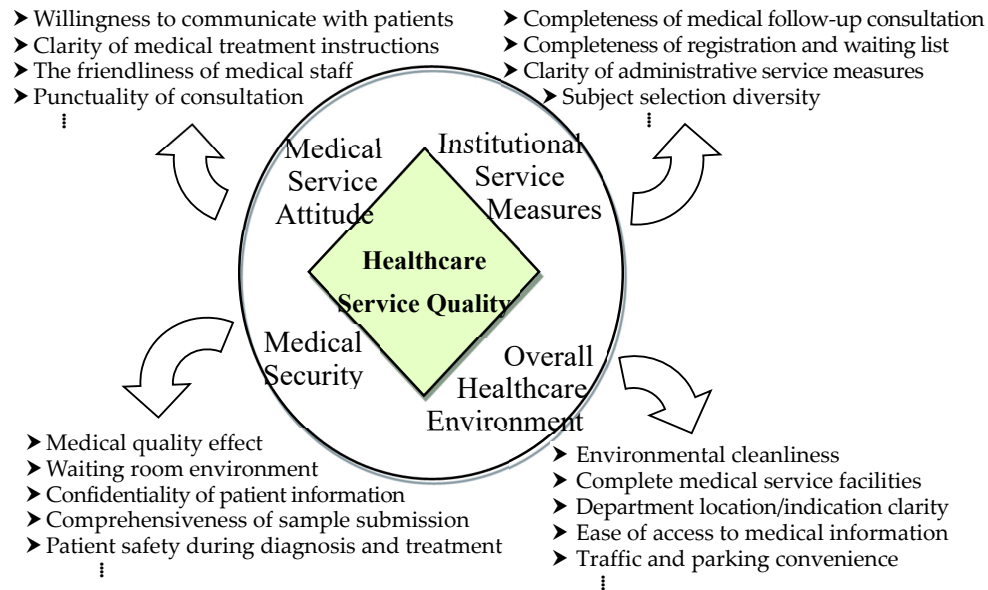 ➤ Willingness to communicate with patients
➤ Clarity of medical treatment instructions
➤ The friendliness of medical staff
➤ Punctuality of consultation
⋮
➤ Completeness of medical follow-up consultation
➤ Completeness of registration and waiting list
➤ Clarity of administrative service measures
➤ Subject selection diversity
⋮
Medical
Service
Attitude
Institutional
Service
Measures
Healthcare
Service Quality
Medical
Security
Overall
Healthcare
Environment
➤ Medical quality effect
➤ Waiting room environment
➤ Confidentiality of patient information
➤ Comprehensiveness of sample submission
➤ Patient safety during diagnosis and treatment
⋮
➤ Environmental cleanliness
➤ Complete medical service facilities
➤ Department location/indication clarity
➤ Ease of access to medical information
➤ Traffic and parking convenience
⋮